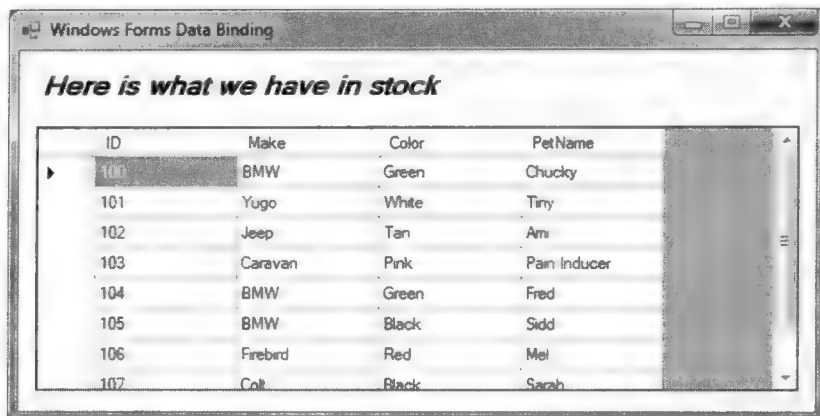 Windows Forms Data Binding
Here is what we have in stock
ID Make Color PetName
100 BMW Green Chucky
101 Yugo White Tiny
102 Jeep Tan Ami
103 Caravan Pink Pain Inducer
104 BMW Green Fred
105 BMW Black Sidd
106 Firebird Red Mel
107 Colt Black Sarah